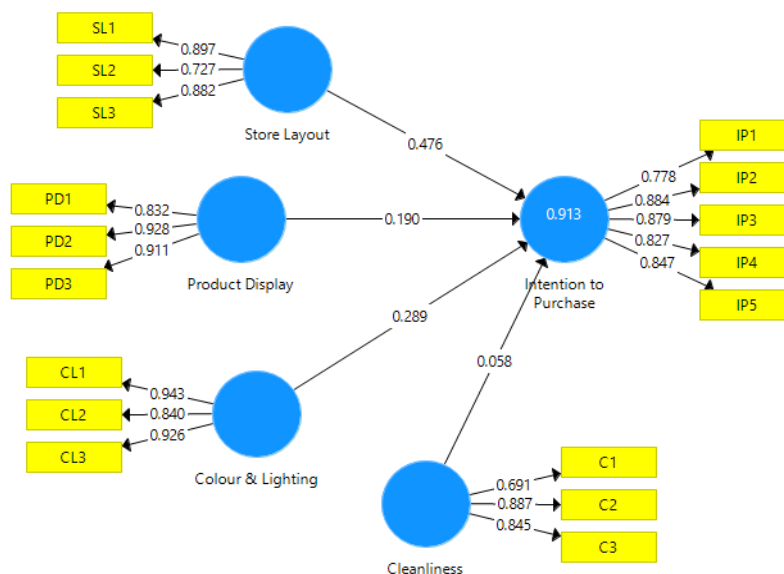 SL1
0.897
SL2
0.727
SL3
0.882
Store Layout
0.476
PD1
0.832
PD2
0.928
PD3
0.911
Product Display
0.190
CL1
0.943
CL2
0.840
CL3
0.926
Colour & Lighting
0.289
C1
0.691
C2
0.887
C3
0.845
Cleanliness
0.058
0.913
Intention to
Purchase
IP1
0.778
IP2
0.884
IP3
0.879
IP4
0.827
IP5
0.847